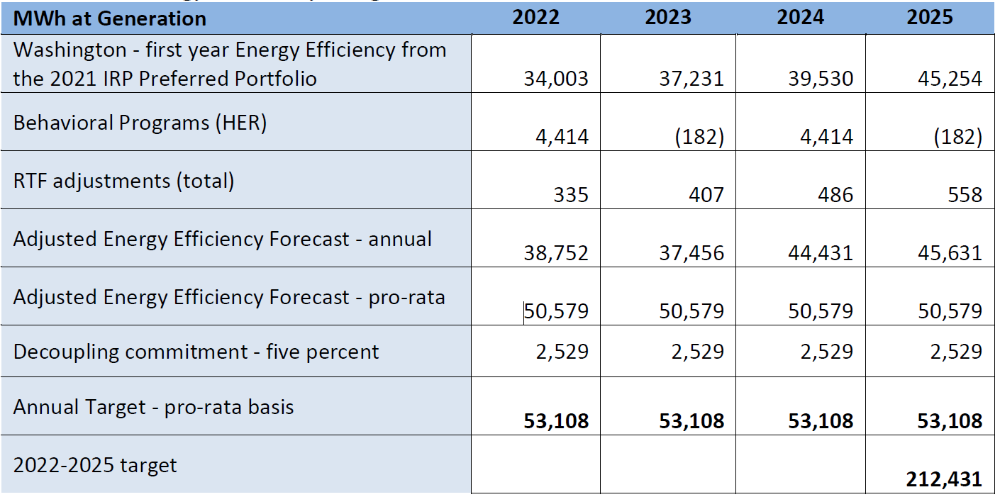 MWh at Generation 2022 2023 2024 2025
Washington - first year Energy Efficiency from
the 2021 IRP Preferred Portfolio 34,003 37,231 39,530 45,254
Behavioral Programs (HER) 4,414 (182) 4,414 (182)
RTF adjustments (total) 335 407 486 558
Adjusted Energy Efficiency Forecast - annual 38,752 37,456 44,431 45,631
Adjusted Energy Efficiency Forecast - pro-rata 50,579 50,579 50,579 50,579
Decoupling commitment - five percent 2,529 2,529 2,529 2,529
Annual Target - pro-rata basis 53,108 53,108 53,108 53,108
2022-2025 target 212,431